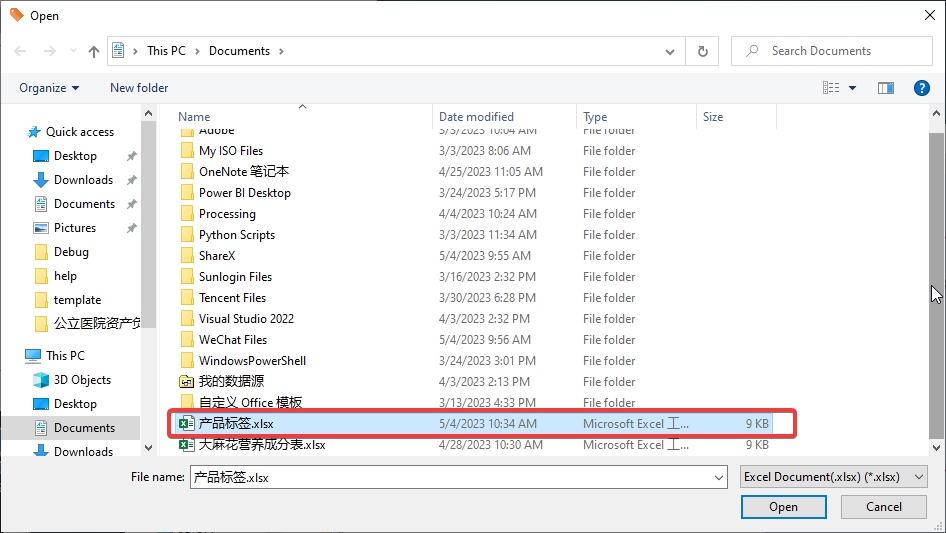 Open
This PC > Documents >
Search Documents
Organize
New folder
Name Date modified Type Size
Quick access
Desktop
Downloads
Documents
Pictures
Debug
help
template
公立医院资产负
This PC
3D Objects
Desktop
Documents
Downloads
Adobe 3/3/2023 10:04 AM File folder
My ISO Files 3/3/2023 8:06 AM File folder
OneNote 笔记本 4/25/2023 11:05 AM File folder
Power BI Desktop 3/24/2023 5:17 PM File folder
Processing 4/4/2023 10:24 AM File folder
Python Scripts 3/3/2023 11:34 AM File folder
ShareX 5/4/2023 9:55 AM File folder
Sunlogin Files 3/16/2023 2:32 PM File folder
Tencent Files 3/30/2023 6:28 PM File folder
Visual Studio 2022 4/3/2023 2:32 PM File folder
WeChat Files 5/4/2023 9:56 AM File folder
WindowsPowerShell 3/24/2023 3:01 PM File folder
我的数据源 4/3/2023 2:13 PM File folder
自定义 Office 模板 3/13/2023 4:33 PM File folder
产品标签.xlsx 5/4/2023 10:34 AM Microsoft Excel 工... 9 KB
大麻花营养成分表.xlsx 4/28/2023 10:30 AM Microsoft Excel 工... 9 KB
File name: 产品标签.xlsx Excel Document(.xlsx) (*.xlsx)
Open Cancel